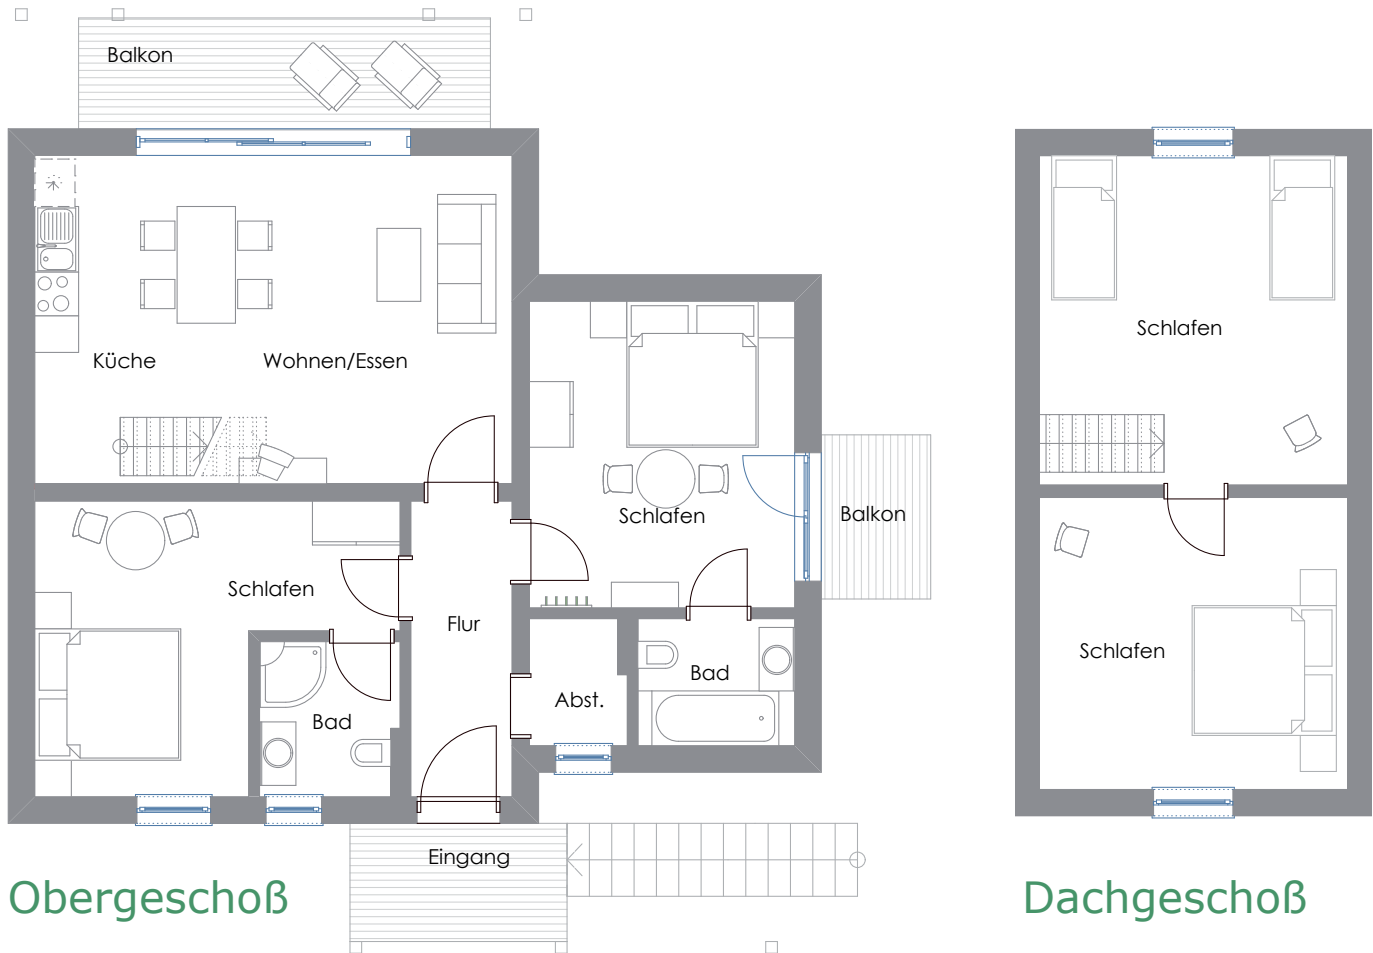 Balkon
Küche
Wohnen/Essen
Schlafen
Balkon
Schlafen
Flur
Bad
Abst.
Bad
Eingang
Obergeschoß
Schlafen
Schlafen
Dachgeschoß